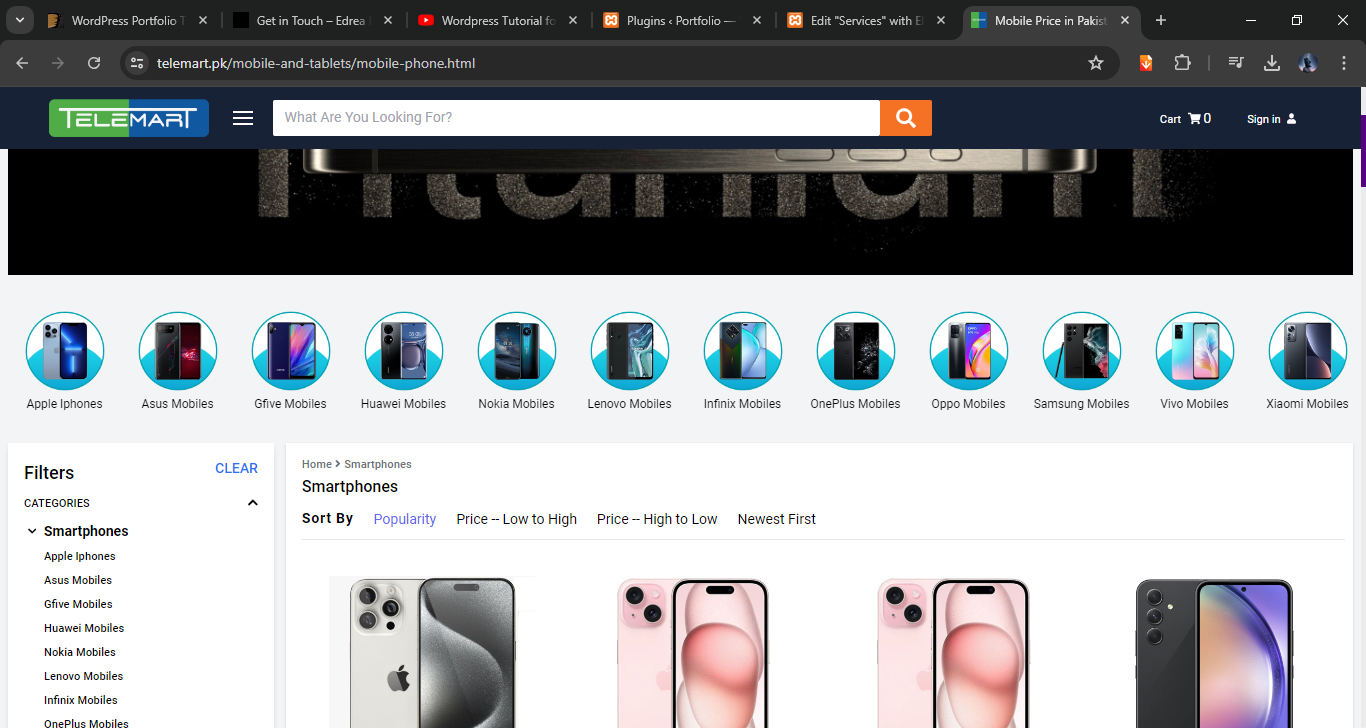 WordPress Portfolio T
Get in Touch – Edrea
Wordpress Tutorial fo
Plugins ‹ Portfolio —
Edit "Services" with El
Mobile Price in Pakist
telemart.pk/mobile-and-tablets/mobile-phone.html
TELEMART
What Are You Looking For?
Cart 0
Sign in
Titanium
Apple Iphones
Asus Mobiles
Gfive Mobiles
Huawei Mobiles
Nokia Mobiles
Lenovo Mobiles
Infinix Mobiles
OnePlus Mobiles
Oppo Mobiles
Samsung Mobiles
Vivo Mobiles
Xiaomi Mobiles
Filters
CLEAR
CATEGORIES
Smartphones
Apple Iphones
Asus Mobiles
Gfive Mobiles
Huawei Mobiles
Nokia Mobiles
Lenovo Mobiles
Infinix Mobiles
OnePlus Mobiles
Home > Smartphones
Smartphones
Sort By Popularity Price -- Low to High Price -- High to Low Newest First